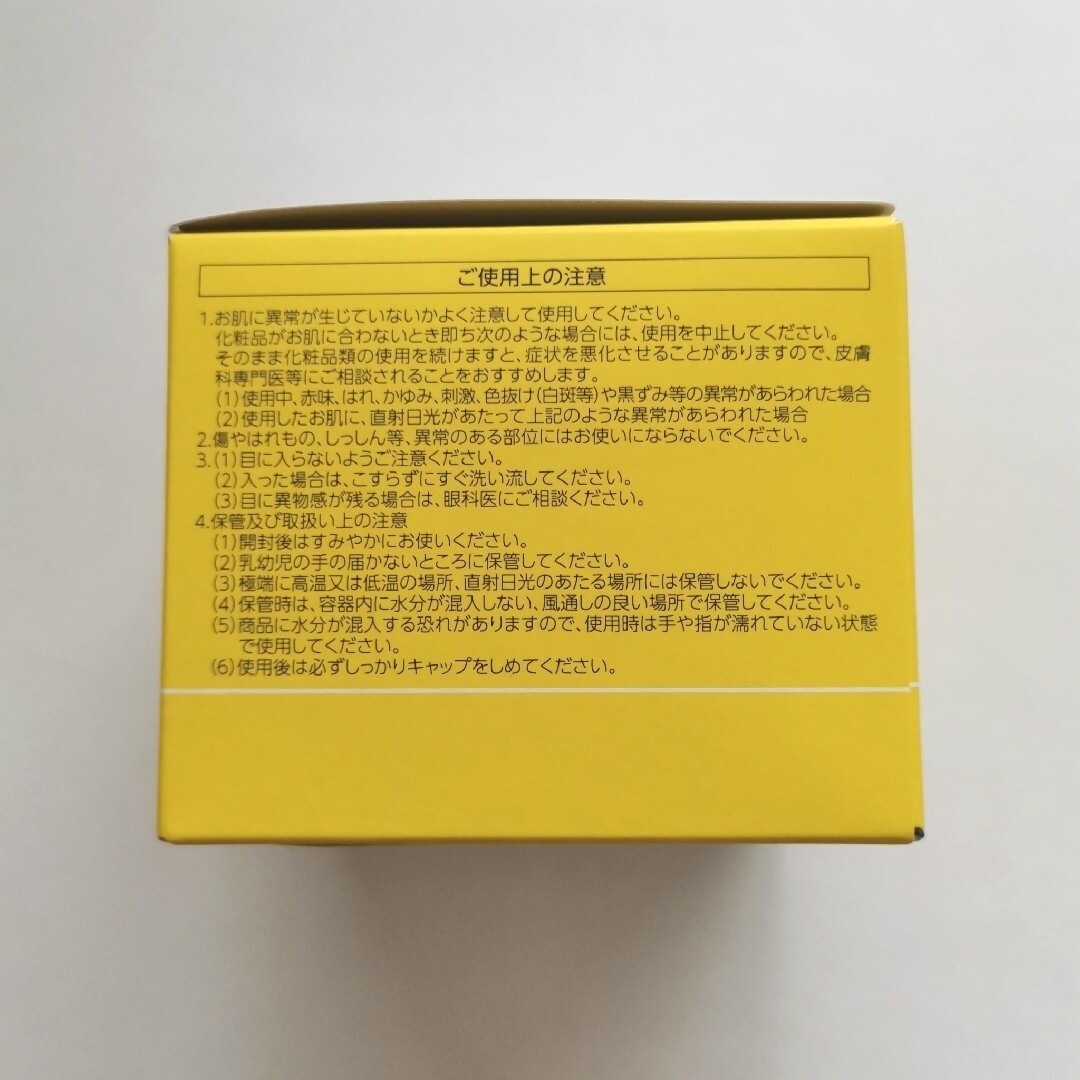 ご使用上の注意
1.お肌に異常が生じていないかよく注意して使用してください。
化粧品がお肌に合わないとき即ち次のような場合には、使用を中止してください。
そのまま化粧品類の使用を続けますと、症状を悪化させることがありますので、皮膚
科専門医等にご相談されることをおすすめします。
(1)使用中、赤味、はれ、かゆみ、刺激、色抜け(白斑等)や黒ずみ等の異常があらわれた場合
(2)使用したお肌に、直射日光があたって上記のような異常があらわれた場合
2.傷やはれもの、しっしん等、異常のある部位にはお使いにならないでください。
3.(1)目に入らないようご注意ください。
(2)入った場合は、こすらずにすぐ洗い流してください。
(3)目に異物感が残る場合は、眼科医にご相談ください。
4.保管及び取扱い上の注意
(1)開封後はすみやかにお使いください。
(2)乳幼児の手の届かないところに保管してください。
(3)極端に高温又は低温の場所、直射日光のあたる場所には保管しないでください。
(4)保管時は、容器内に水分が混入しない、風通しの良い場所で保管してください。
(5)商品に水分が混入する恐れがありますので、使用時は手や指が濡れていない状態
で使用してください。
(6)使用後は必ずしっかりキャップをしめてください。